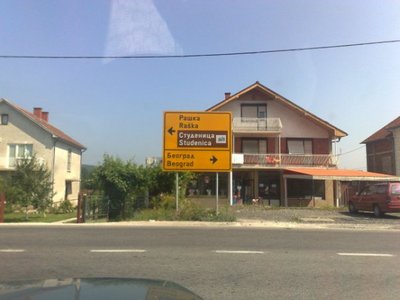 Рашка
Raška
Студеница
Studenica
Београд
Beograd